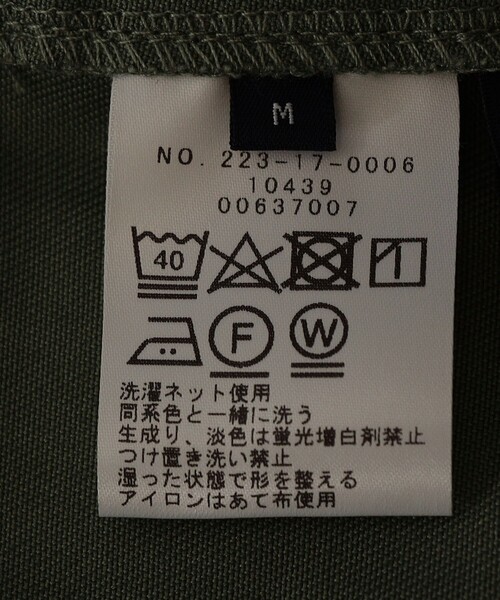 M
NO. 223-17-0006
10439
00637007
40
F
W
洗濯ネット使用
同系色と一緒に洗う
生成り、淡色は蛍光増白剤禁止
つけ置き洗い禁止
湿った状態で形を整える
アイロンはあて布使用